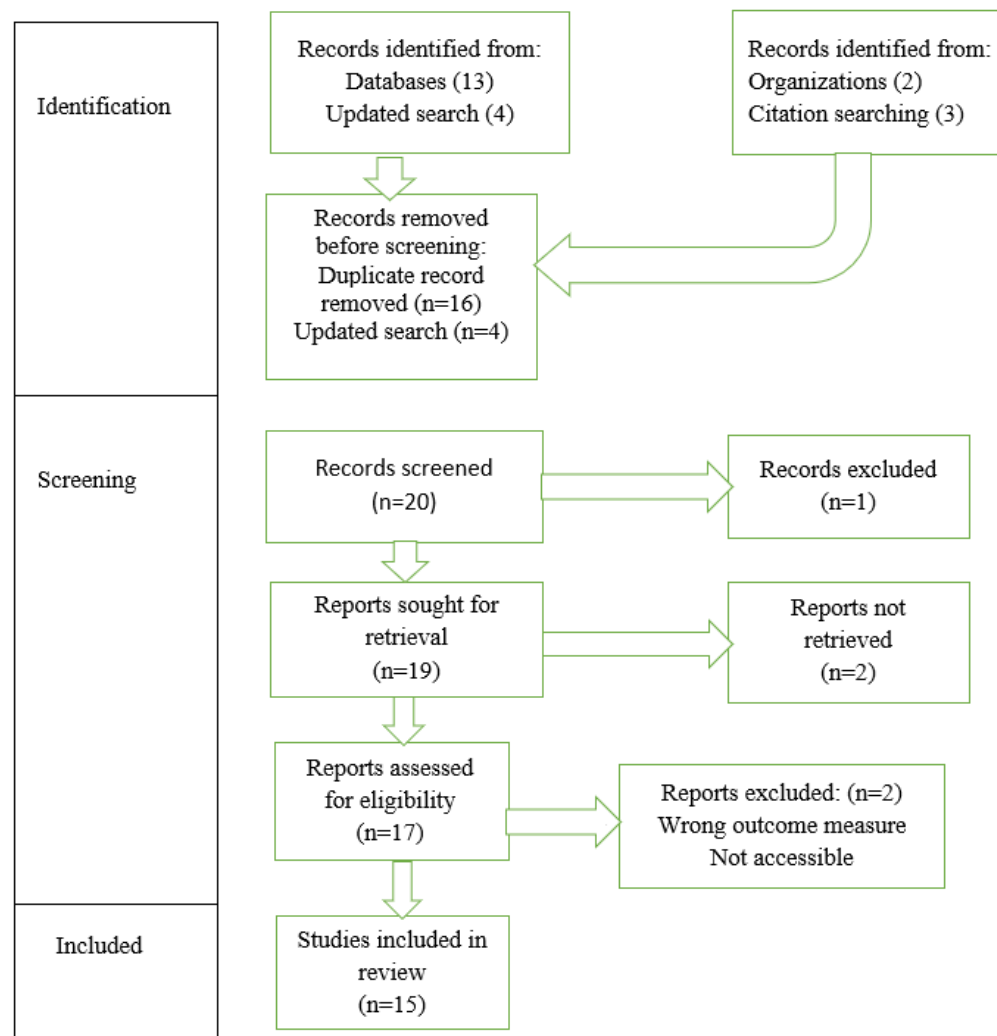 Identification
Records identified from:
Databases (13)
Updated search (4)
Records identified from:
Organizations (2)
Citation searching (3)
Records removed
before screening:
Duplicate record
removed (n=16)
Updated search (n=4)
Screening
Records screened
(n=20)
Records excluded
(n=1)
Reports sought for
retrieval
(n=19)
Reports not
retrieved
(n=2)
Reports assessed
for eligibility
(n=17)
Reports excluded: (n=2)
Wrong outcome measure
Not accessible
Included
Studies included in
review
(n=15)